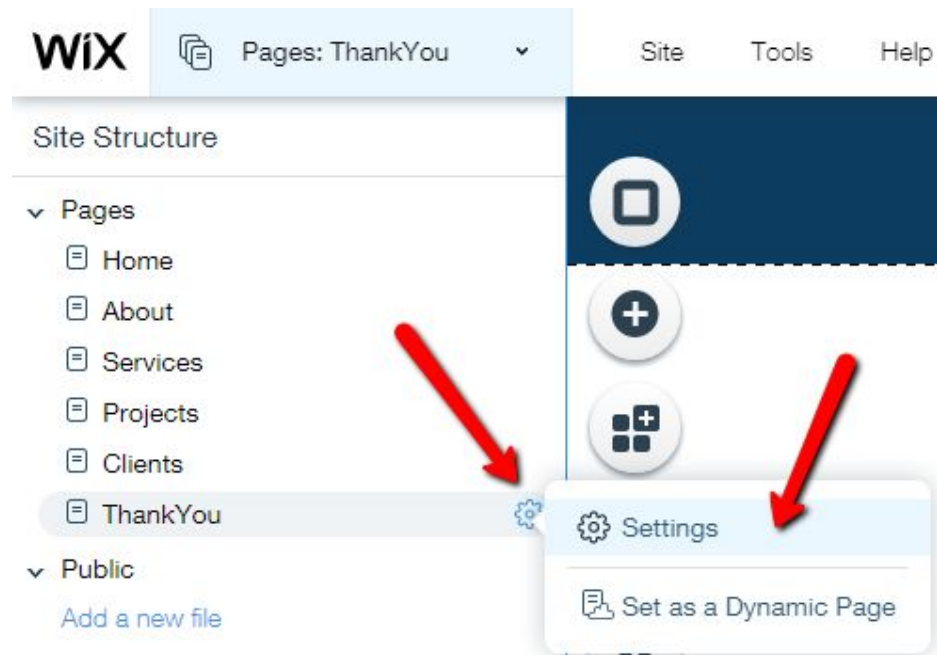 WiX Pages: ThankYou Site Tools Help
Site Structure
Pages
Home
About
Services
Projects
Clients
ThankYou
Settings
Public
Set as a Dynamic Page
Add a new file